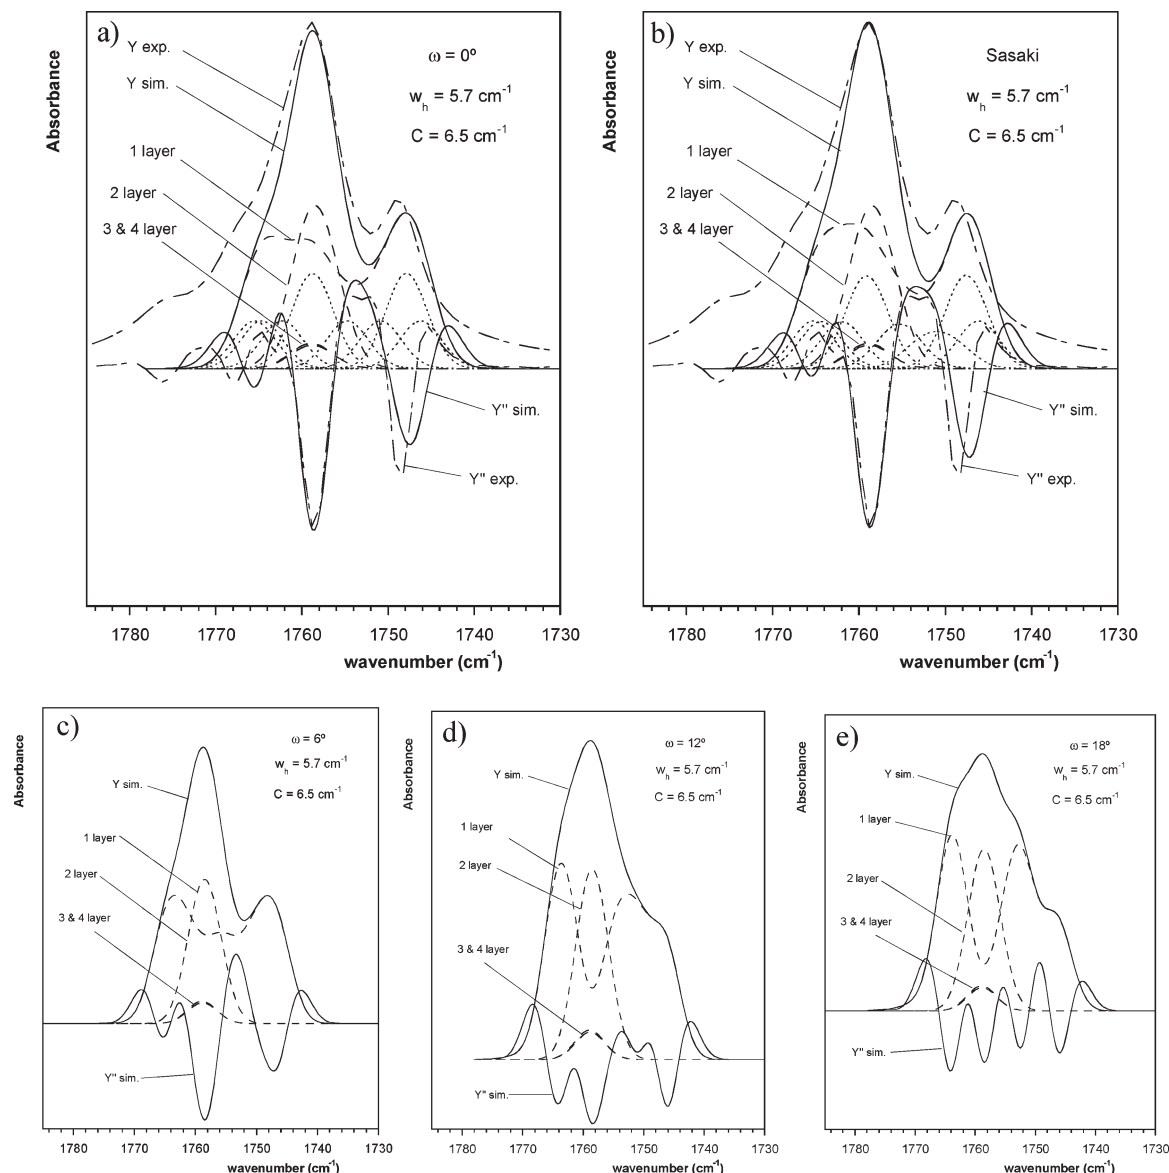 a)
Absorbance
Y exp.
Y sim.
1 layer
2 layer
3 & 4 layer
ω = 0º
wh = 5.7 cm-1
C = 6.5 cm-1
Y" sim.
Y" exp.
1780 1770 1760 1750 1740 1730
wavenumber (cm-1)
b)
Absorbance
Y exp.
Y sim.
1 layer
2 layer
3 & 4 layer
Sasaki
wh = 5.7 cm-1
C = 6.5 cm-1
Y" sim.
Y" exp.
1780 1770 1760 1750 1740 1730
wavenumber (cm-1)
c)
Absorbance
Y sim.
1 layer
2 layer
3 & 4 layer
ω = 6º
wh = 5.7 cm-1
C = 6.5 cm-1
Y" sim.
1780 1770 1760 1750 1740 1730
wavenumber (cm-1)
d)
Absorbance
Y sim.
1 layer
2 layer
3 & 4 layer
ω = 12º
wh = 5.7 cm-1
C = 6.5 cm-1
Y" sim.
1780 1770 1760 1750 1740 1730
wavenumber (cm-1)
e)
Absorbance
Y sim.
1 layer
2 layer
3 & 4 layer
ω = 18º
wh = 5.7 cm-1
C = 6.5 cm-1
Y" sim.
1780 1770 1760 1750 1740 1730
wavenumber (cm-1)